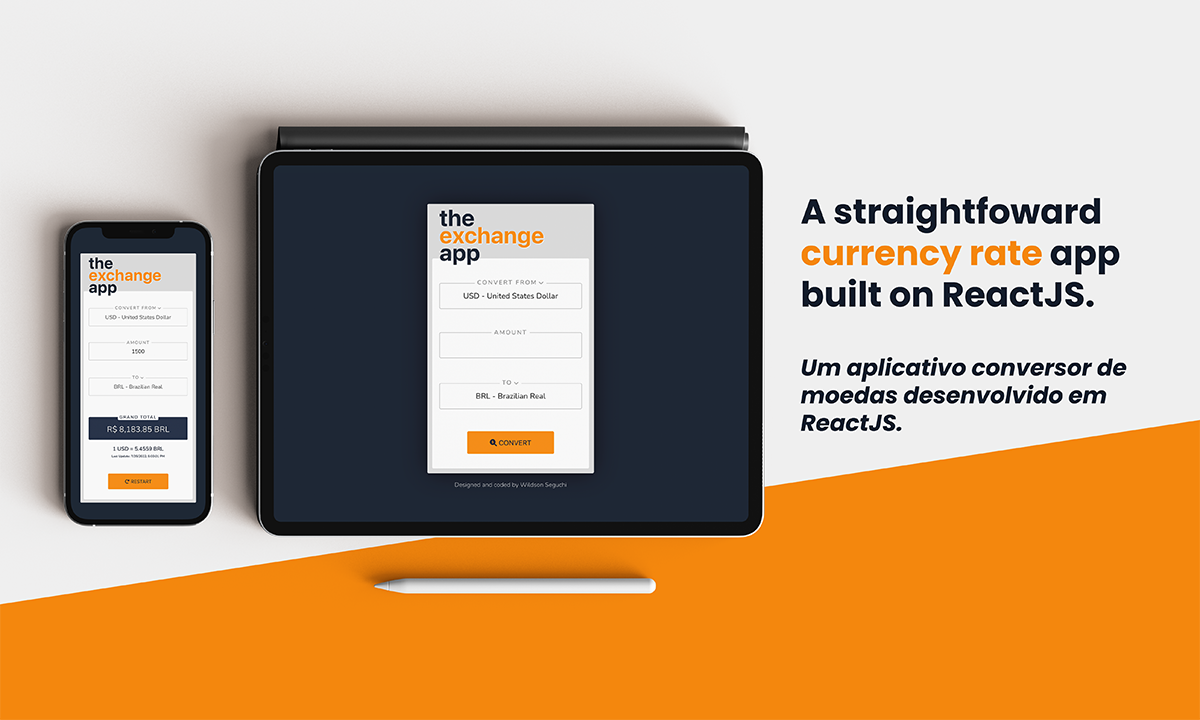 the
exchange
app
CONVERT FROM
USD - United States Dollar
AMOUNT
1500
TO
BRL - Brazilian Real
GRAND TOTAL
R$ 8,183.85 BRL
1 USD = 5.4559 BRL
RESTART
the
exchange
app
CONVERT FROM
USD - United States Dollar
AMOUNT
TO
BRL - Brazilian Real
CONVERT
Designed and coded by Wildson Seguchi
A straightfoward
currency rate app
built on ReactJS.
Um aplicativo conversor de
moedas desenvolvido em
ReactJS.